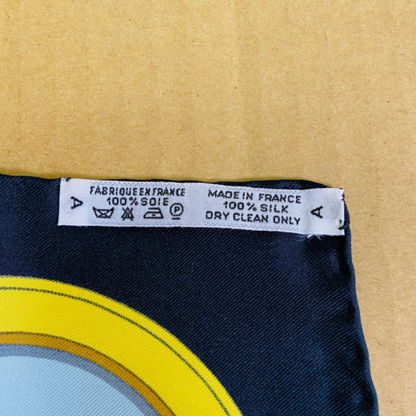 A
FABRIQUE EN FRANCE
100% SOIE
P
MADE IN FRANCE
100% SILK
DRY CLEAN ONLY
A